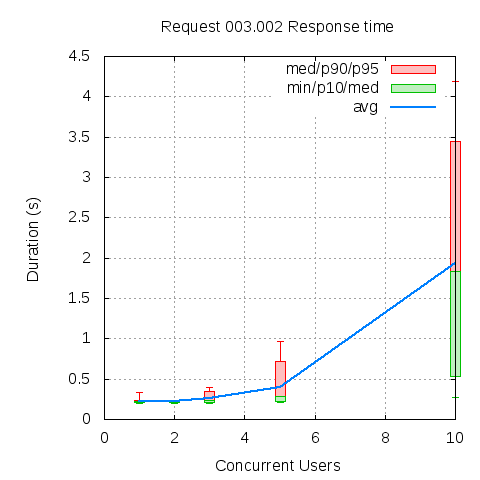 Request 003.002 Response time
med/p90/p95
min/p10/med
avg
Duration (s)
4.5
4
3.5
3
2.5
2
1.5
1
0.5
0
0 2 4 6 8 10
Concurrent Users